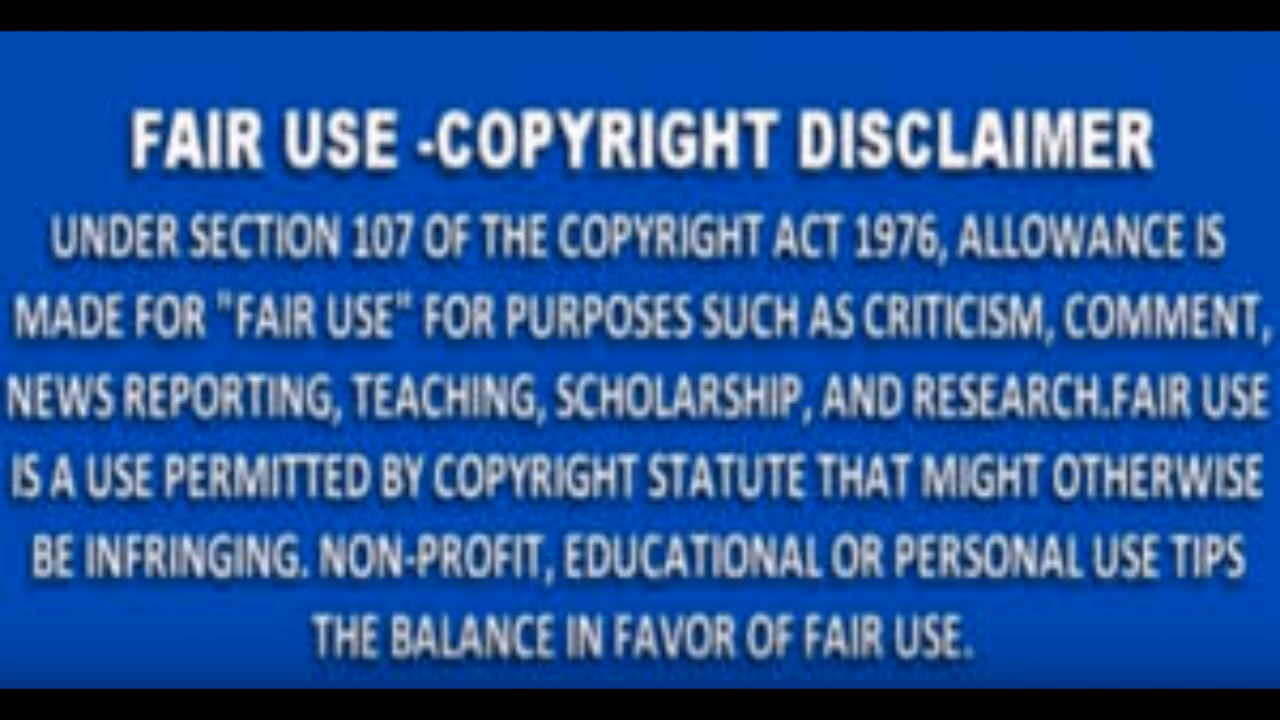 FAIR USE -COPYRIGHT DISCLAIMER
UNDER SECTION 107 OF THE COPYRIGHT ACT 1976, ALLOWANCE IS
MADE FOR "FAIR USE" FOR PURPOSES SUCH AS CRITICISM, COMMENT,
NEWS REPORTING, TEACHING, SCHOLARSHIP, AND RESEARCH.FAIR USE
IS A USE PERMITTED BY COPYRIGHT STATUTE THAT MIGHT OTHERWISE
BE INFRINGING. NON-PROFIT, EDUCATIONAL OR PERSONAL USE TIPS
THE BALANCE IN FAVOR OF FAIR USE.